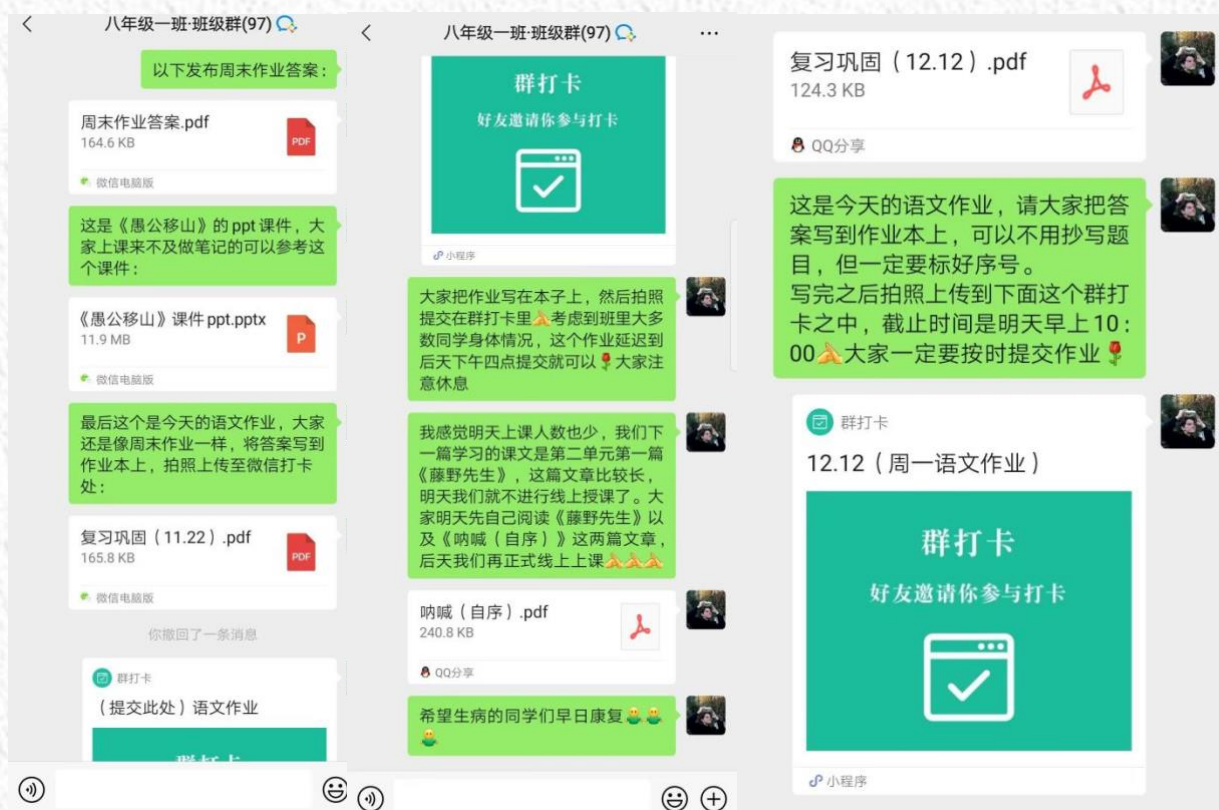 八年级一班·班级群(97)
以下发布周末作业答案：
周末作业答案.pdf
164.6 KB
PDF
微信电脑版
这是《愚公移山》的ppt课件，大
家上课来不及做笔记的可以参考这
个课件：
《愚公移山》课件ppt.pptx
11.9 MB
P
微信电脑版
最后这个是今天的语文作业，大家
还是像周末作业一样，将答案写到
作业本上，拍照上传至微信打卡
处：
复习巩固（11.22）.pdf
165.8 KB
PDF
微信电脑版
你撤回了一条消息
群打卡
（提交此处）语文作业
群打卡
八年级一班·班级群(97)
群打卡
好友邀请你参与打卡
小程序
大家把作业写在本子上，然后拍照
提交在群打卡里🙏考虑到班里大多
数同学身体情况，这个作业延迟到
后天下午四点提交就可以🌹大家注
意休息
我感觉明天上课人数也少，我们下
一篇学习的课文是第二单元第一篇
《藤野先生》，这篇文章比较长，
明天我们就不进行线上授课了。大
家明天先自己阅读《藤野先生》以
及《呐喊（自序）》这两篇文章，
后天我们再正式线上上课🙏🙏🙏
呐喊（自序）.pdf
240.8 KB
QQ分享
希望生病的同学们早日康复
复习巩固（12.12）.pdf
124.3 KB
QQ分享
这是今天的语文作业，请大家把答
案写到作业本上，可以不用抄写题
目，但一定要标好序号。
写完之后拍照上传到下面这个群打
卡之中，截止时间是明天早上10：
00🙏大家一定要按时提交作业🌹
群打卡
12.12（周一语文作业）
群打卡
好友邀请你参与打卡
小程序